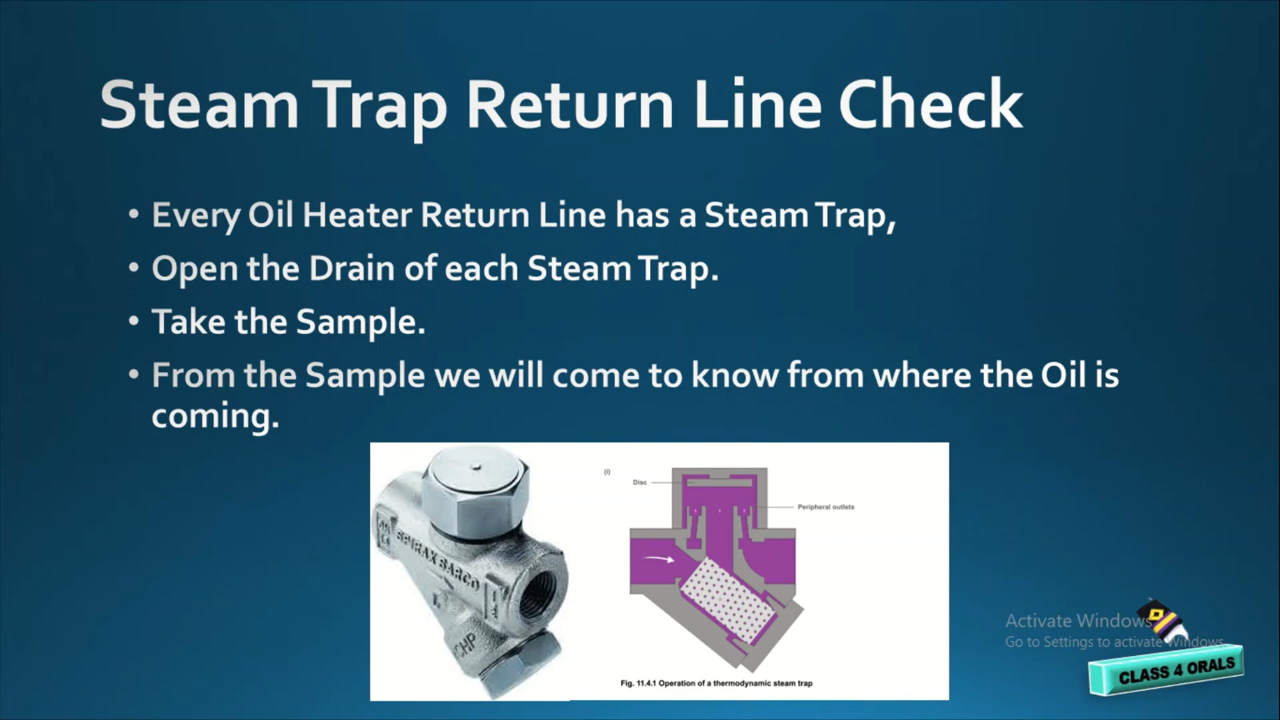 Steam Trap Return Line Check
• Every Oil Heater Return Line has a Steam Trap,
• Open the Drain of each Steam Trap.
• Take the Sample.
• From the Sample we will come to know from where the Oil is
coming.
SPIRAX SARCO
CHP
(i)
Disc
Peripheral outlets
Fig. 11.4.1 Operation of a thermodynamic steam trap
Activate Windows
Go to Settings to activate Windows.
CLASS 4 ORALS